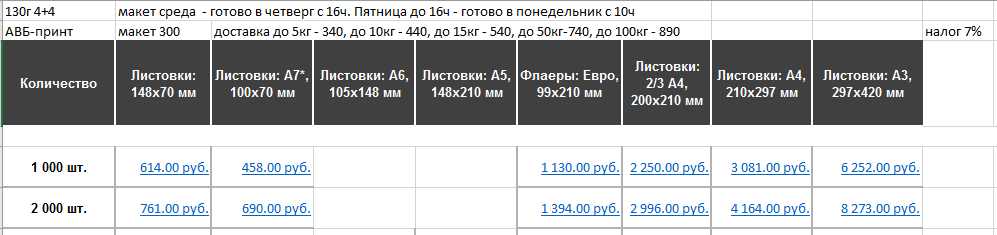 130г 4+4 макет среда - готово в четверг с 16ч. Пятница до 16ч - готово в понедельник с 10ч
АВБ-принт макет 300 доставка до 5кг - 340, до 10кг - 440, до 15кг - 540, до 50кг-740, до 100кг - 890 налог 7%
Количество Листовки: 148х70 мм Листовки: А7*, 100х70 мм Листовки: А6, 105х148 мм Листовки: А5, 148х210 мм Флаеры: Евро, 99х210 мм Листовки: 2/3 А4, 200х210 мм Листовки: А4, 210х297 мм Листовки: А3, 297х420 мм
1 000 шт. 614.00 руб. 458.00 руб. 1 130.00 руб. 2 250.00 руб. 3 081.00 руб. 6 252.00 руб.
2 000 шт. 761.00 руб. 690.00 руб. 1 394.00 руб. 2 996.00 руб. 4 164.00 руб. 8 273.00 руб.